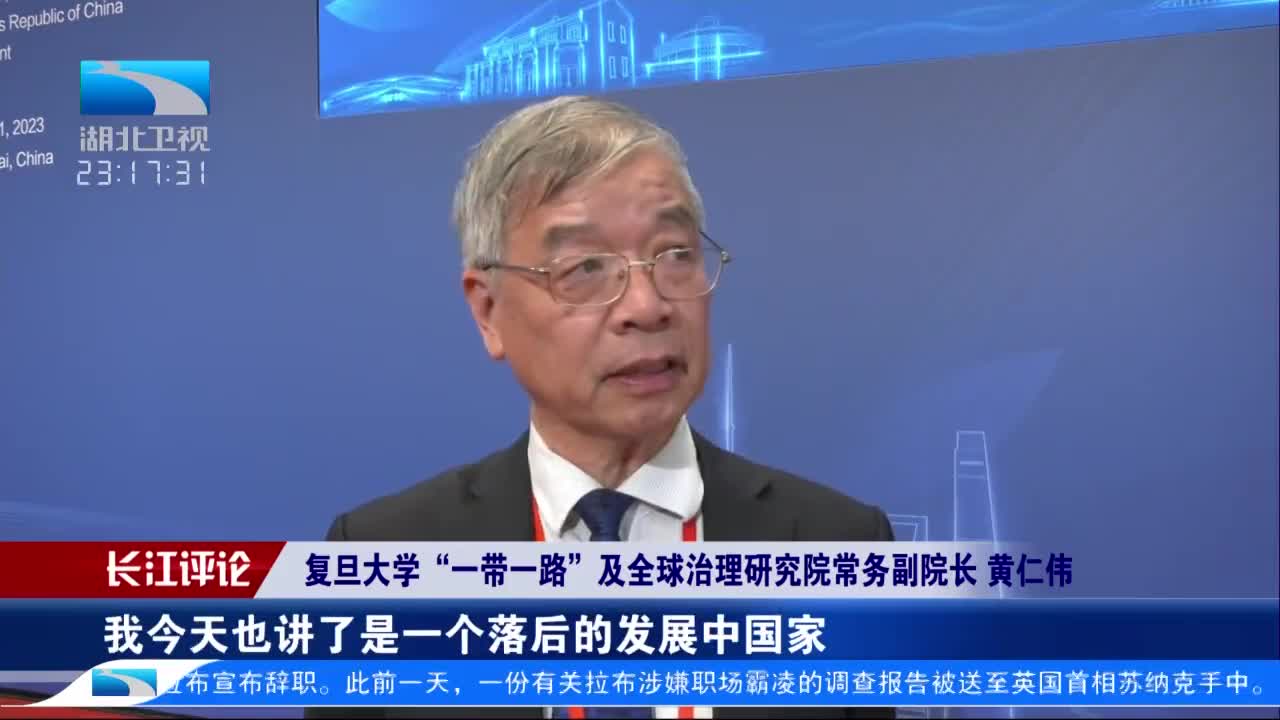 s Republic of China
nt
1, 2023
ai, China
湖北卫视
23:17:31
长江评论
复旦大学“一带一路”及全球治理研究院常务副院长 黄仁伟
我今天也讲了是一个落后的发展中国家
布宣布辞职。此前一天，一份有关拉布涉嫌职场霸凌的调查报告被送至英国首相苏纳克手中。